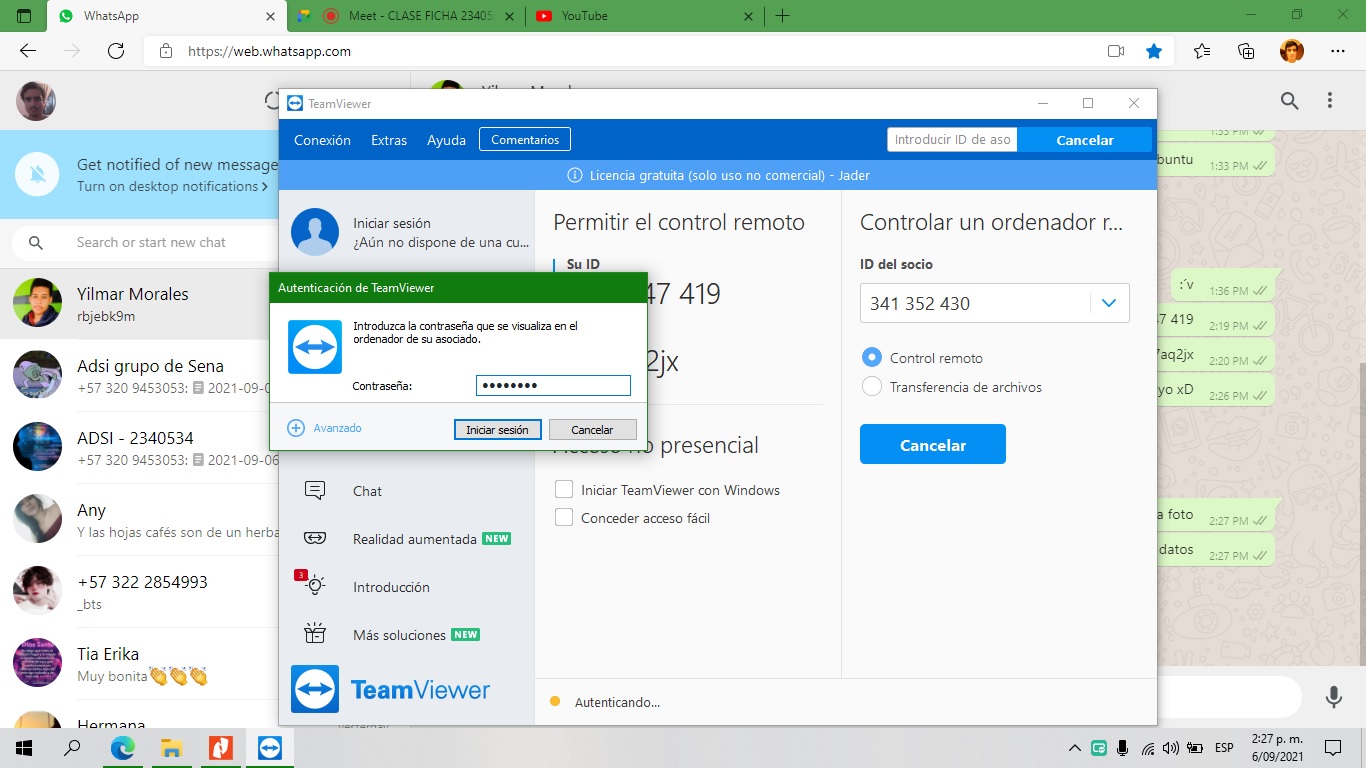 WhatsApp
Meet - CLASE FICHA 23405
YouTube
https://web.whatsapp.com
Get notified of new message
Turn on desktop notifications
Search or start new chat
Yilmar Morales
rbjebk9m
Adsi grupo de Sena
+57 320 9453053: 2021-09-0
ADSI - 2340534
+57 320 9453053: 2021-09-06
Any
Y las hojas cafés son de un herba
+57 322 2854993
_bts
Tia Erika
Muy bonita👏👏👏
Hermana
yesterday
TeamViewer
Conexión
Extras
Ayuda
Comentarios
Introducir ID de aso
Cancelar
Licencia gratuita (solo uso no comercial) - Jader
Iniciar sesión
¿Aún no dispone de una cu...
Permitir el control remoto
Su ID
47 419
2jx
no presencial
Iniciar TeamViewer con Windows
Conceder acceso fácil
Controlar un ordenador r...
ID del socio
341 352 430
Control remoto
Transferencia de archivos
Cancelar
Autenticación de TeamViewer
Introduzca la contraseña que se visualiza en el
ordenador de su asociado.
Contraseña:
••••••••
Avanzado
Iniciar sesión
Cancelar
Chat
Realidad aumentada NEW
3
Introducción
Más soluciones NEW
TeamViewer
Autenticando...
1:33 PM
buntu 1:33 PM
:´v 1:36 PM
7 419 2:19 PM
7aq2jx 2:20 PM
yo xD 2:26 PM
a foto 2:27 PM
datos 2:27 PM
ESP
2:27 p. m.
6/09/2021